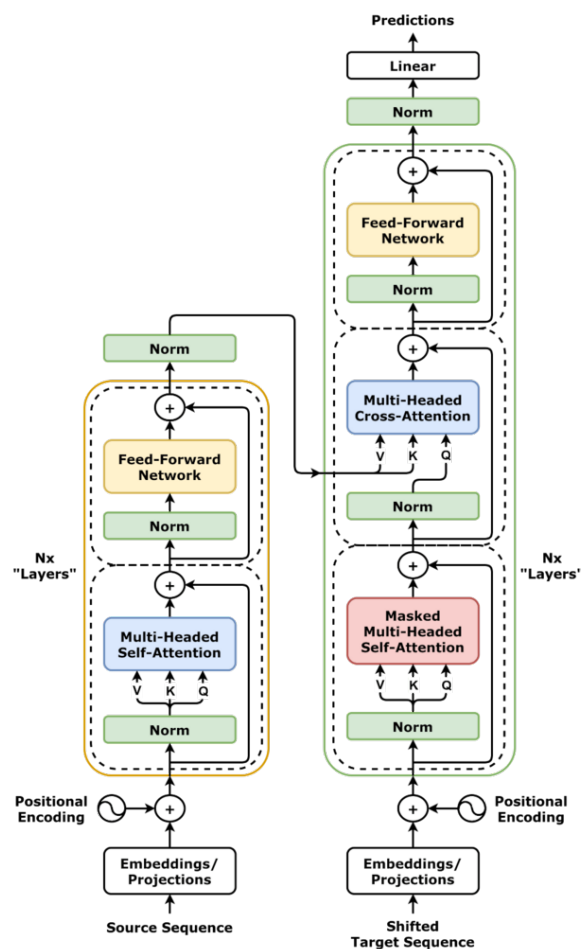 Predictions
Linear
Norm
+
Feed-Forward
Network
Norm
+
Multi-Headed
Cross-Attention
V K Q
Norm
+
Masked
Multi-Headed
Self-Attention
V K Q
Norm
Nx
"Layers'
+
Positional
Encoding
Embeddings/
Projections
Shifted
Target Sequence
Norm
+
Feed-Forward
Network
Norm
+
Multi-Headed
Self-Attention
V K Q
Norm
Nx
"Layers"
Positional
Encoding
+
Embeddings/
Projections
Source Sequence